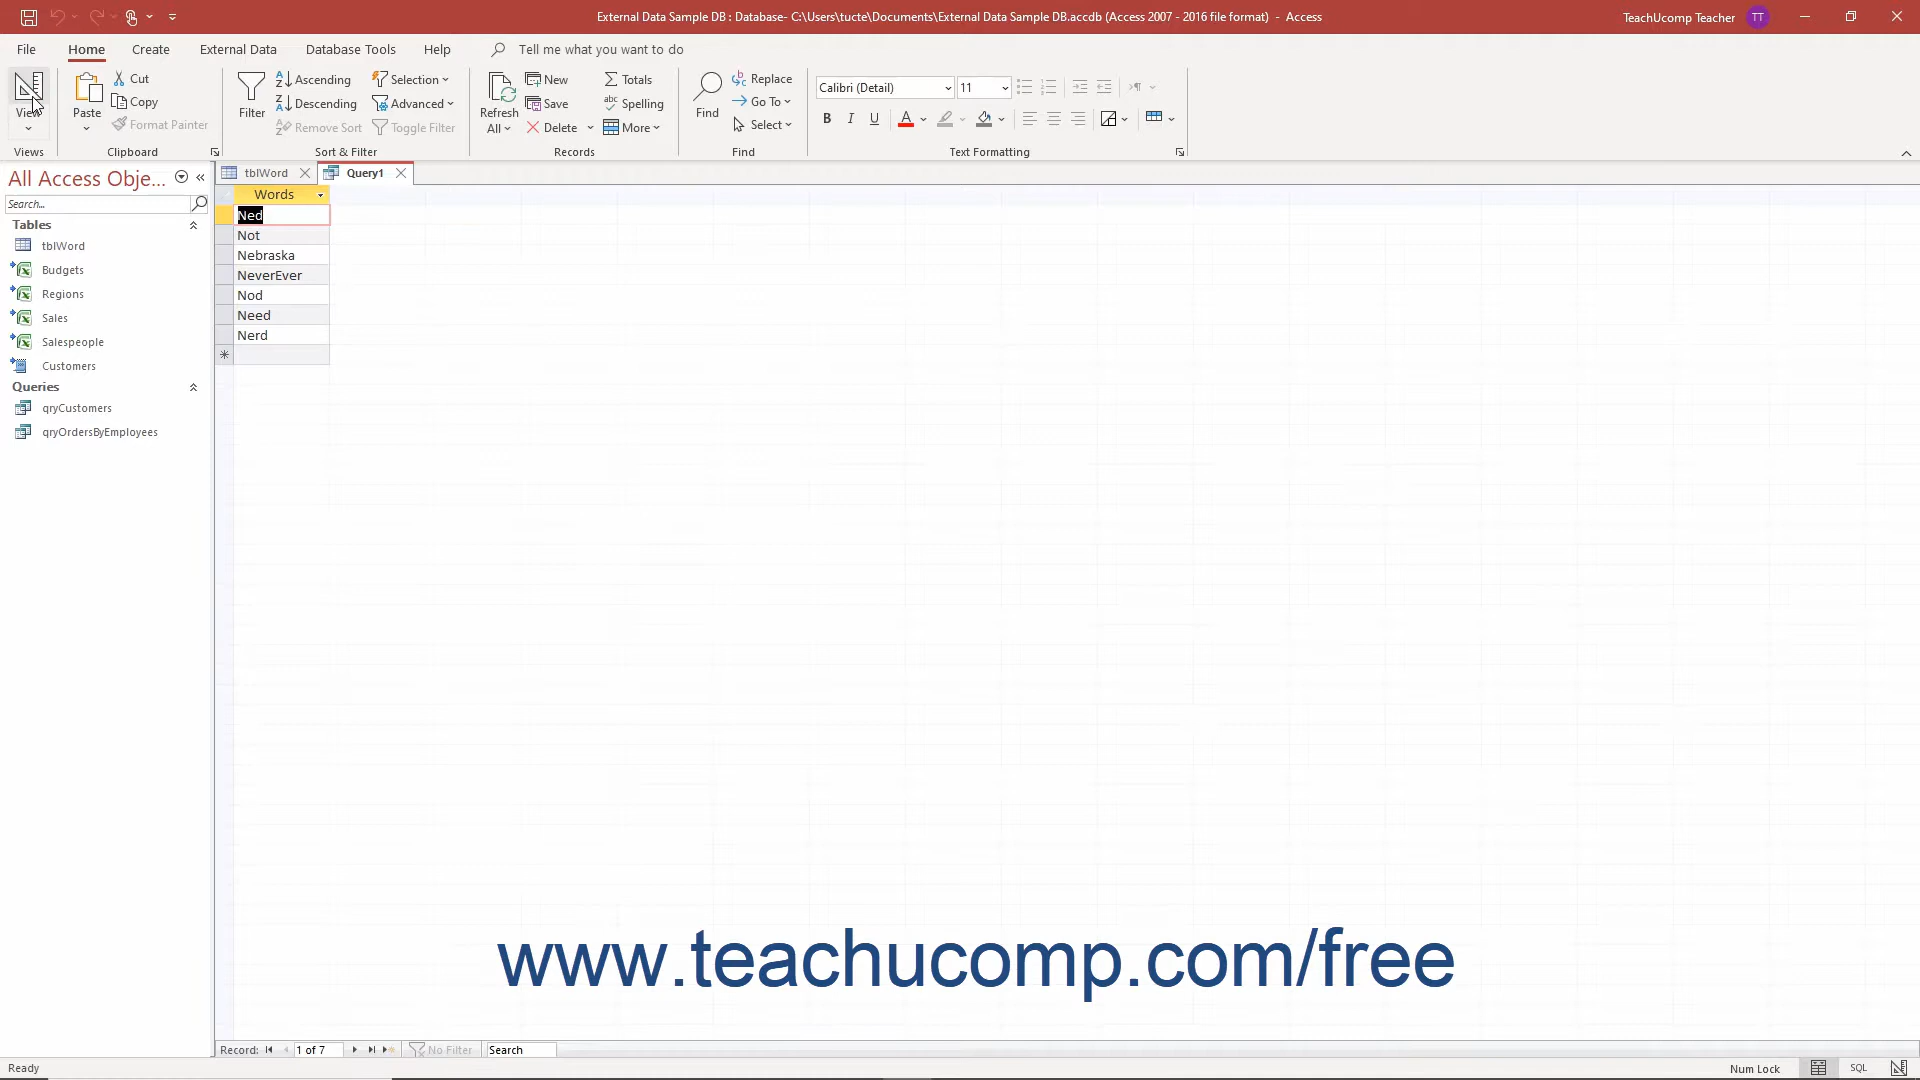 External Data Sample DB : Database- C:\Users\tucte\Documents\External Data Sample DB.accdb (Access 2007 - 2016 file format) - Access
TeachUcomp Teacher TT
File Home Create External Data Database Tools Help Tell me what you want to do
View
Views
Paste
Cut
Copy
Format Painter
Clipboard
Filter
Ascending
Descending
Remove Sort
Selection
Advanced
Toggle Filter
Sort & Filter
Refresh
All
New
Save
Delete
Totals
Spelling
More
Records
Find
Replace
Go To
Select
Find
Calibri (Detail) 11
B I U
Text Formatting
All Access Obje...
Search...
Tables
tblWord
Budgets
Regions
Sales
Salespeople
Customers
Queries
qryCustomers
qryOrdersByEmployees
tblWord Query1
Words
Ned
Not
Nebraska
NeverEver
Nod
Need
Nerd
www.teachucomp.com/free
Record: 1 of 7 No Filter Search
Ready Num Lock SQL